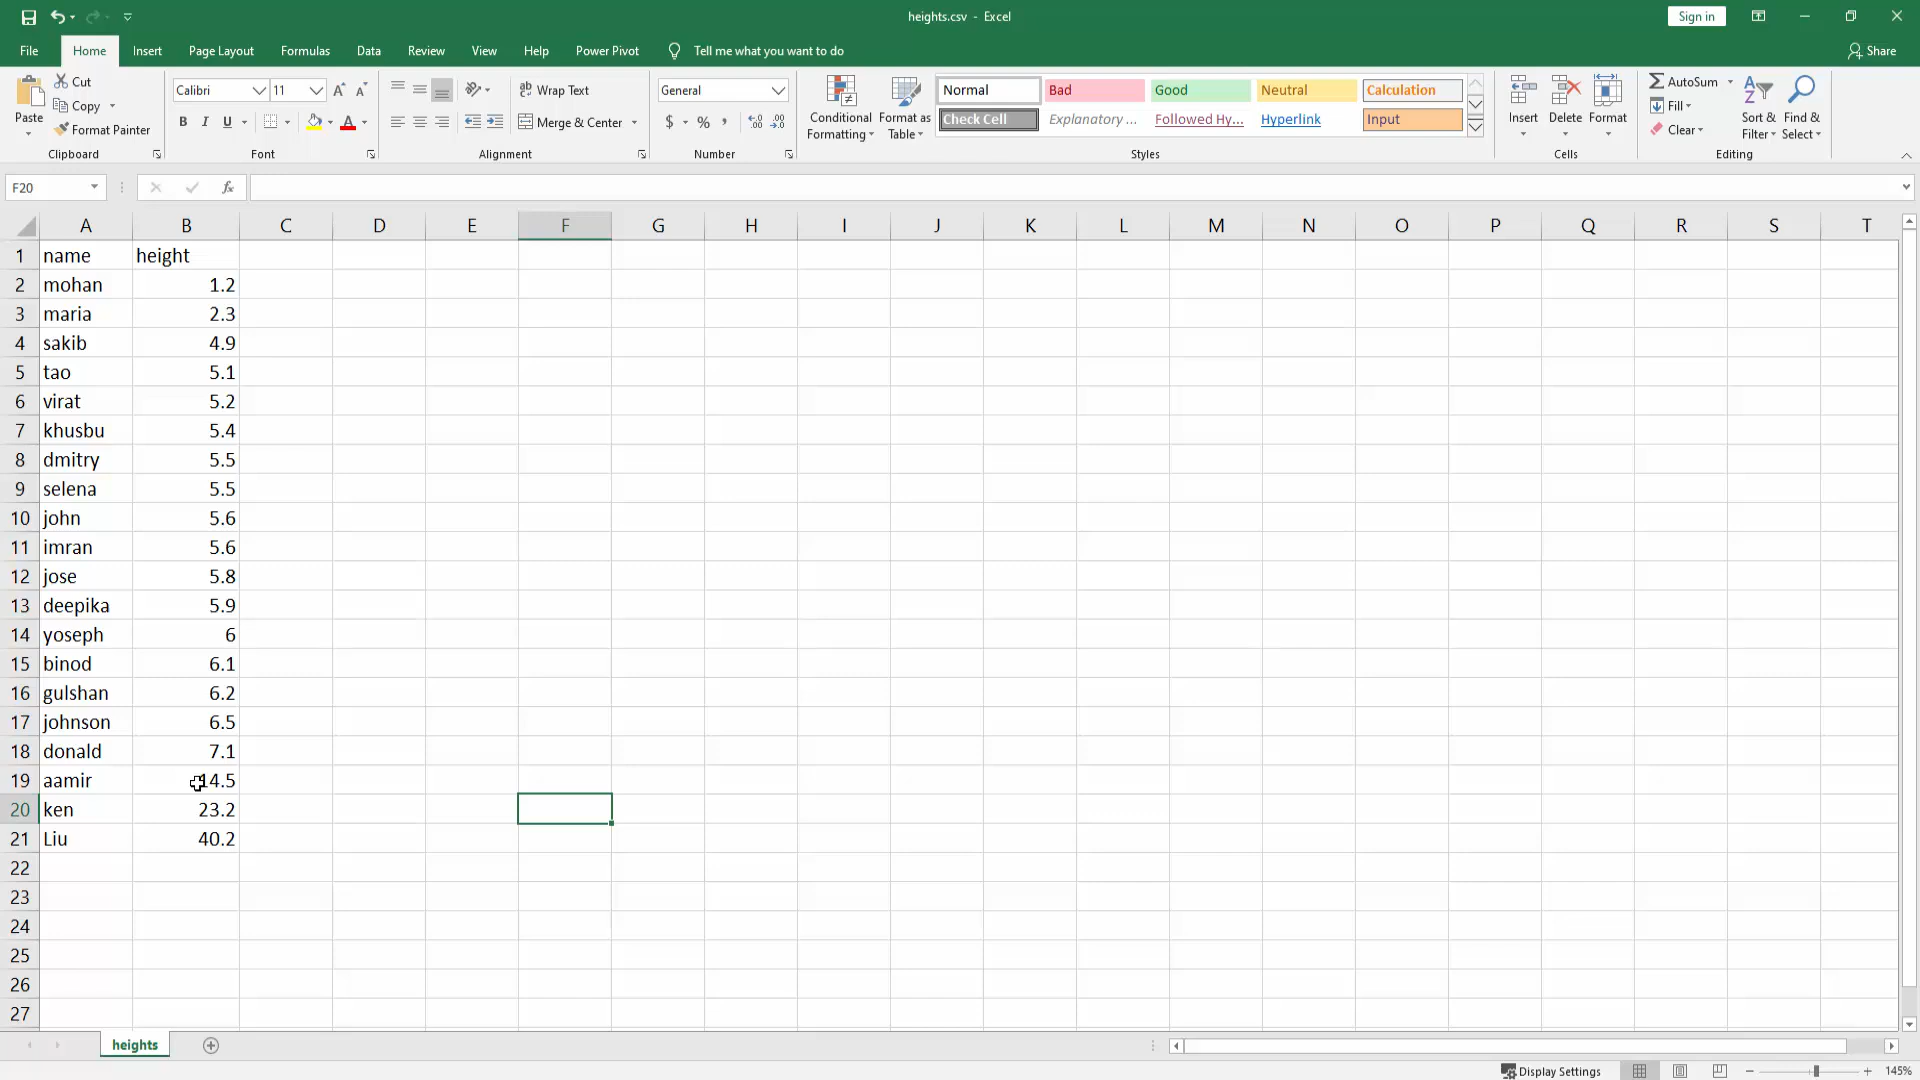 heights.csv - Excel
Sign in
File Home Insert Page Layout Formulas Data Review View Help Power Pivot Tell me what you want to do Share
Paste
Cut
Copy
Format Painter
Clipboard
Calibri 11
B I U
Font
Wrap Text
Merge & Center
Alignment
General
$ % ,
Number
Conditional Formatting
Format as Table
Normal Bad Good Neutral Calculation
Check Cell Explanatory ... Followed Hy... Hyperlink Input
Styles
Insert Delete Format
Cells
AutoSum
Fill
Clear
Sort & Filter
Find & Select
Editing
F20 fx
A B C D E F G H I J K L M N O P Q R S T
1 name height
2 mohan 1.2
3 maria 2.3
4 sakib 4.9
5 tao 5.1
6 virat 5.2
7 khusbu 5.4
8 dmitry 5.5
9 selena 5.5
10 john 5.6
11 imran 5.6
12 jose 5.8
13 deepika 5.9
14 yoseph 6
15 binod 6.1
16 gulshan 6.2
17 johnson 6.5
18 donald 7.1
19 aamir 14.5
20 ken 23.2
21 Liu 40.2
22
23
24
25
26
27
heights
Display Settings 145%